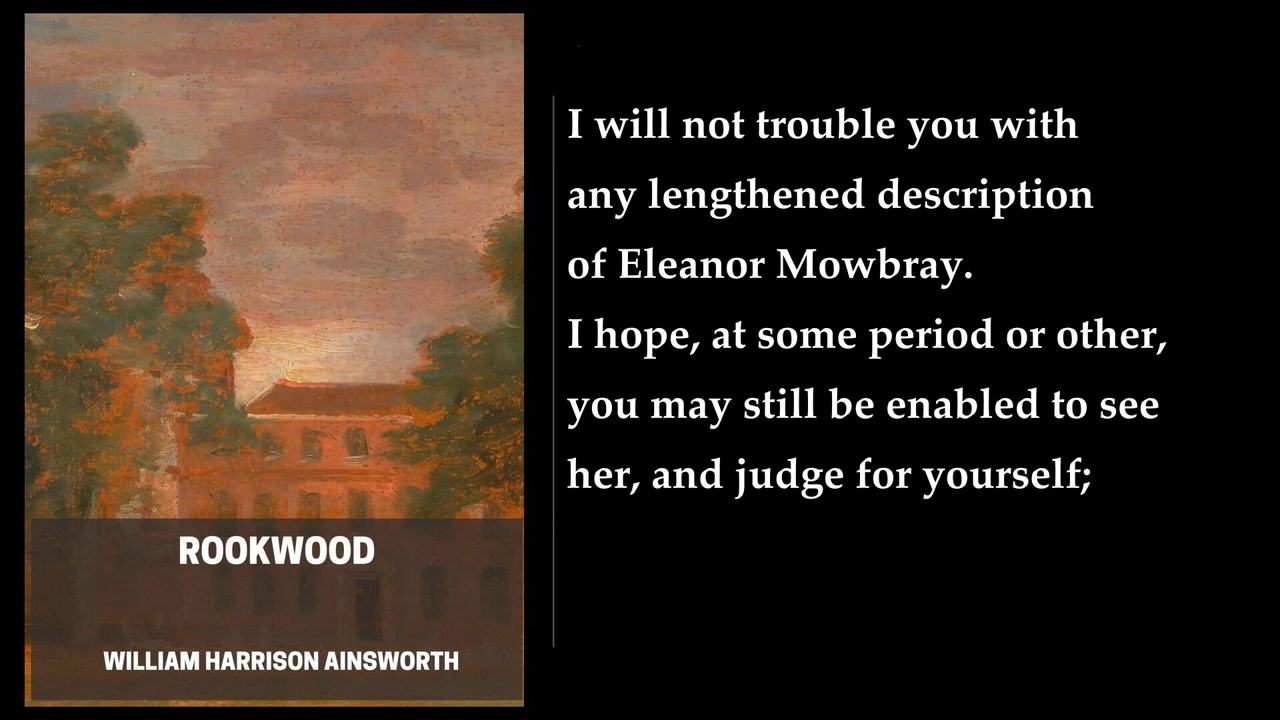 ROOKWOOD
WILLIAM HARRISON AINSWORTH
I will not trouble you with
any lengthened description
of Eleanor Mowbray.
I hope, at some period or other,
you may still be enabled to see
her, and judge for yourself;